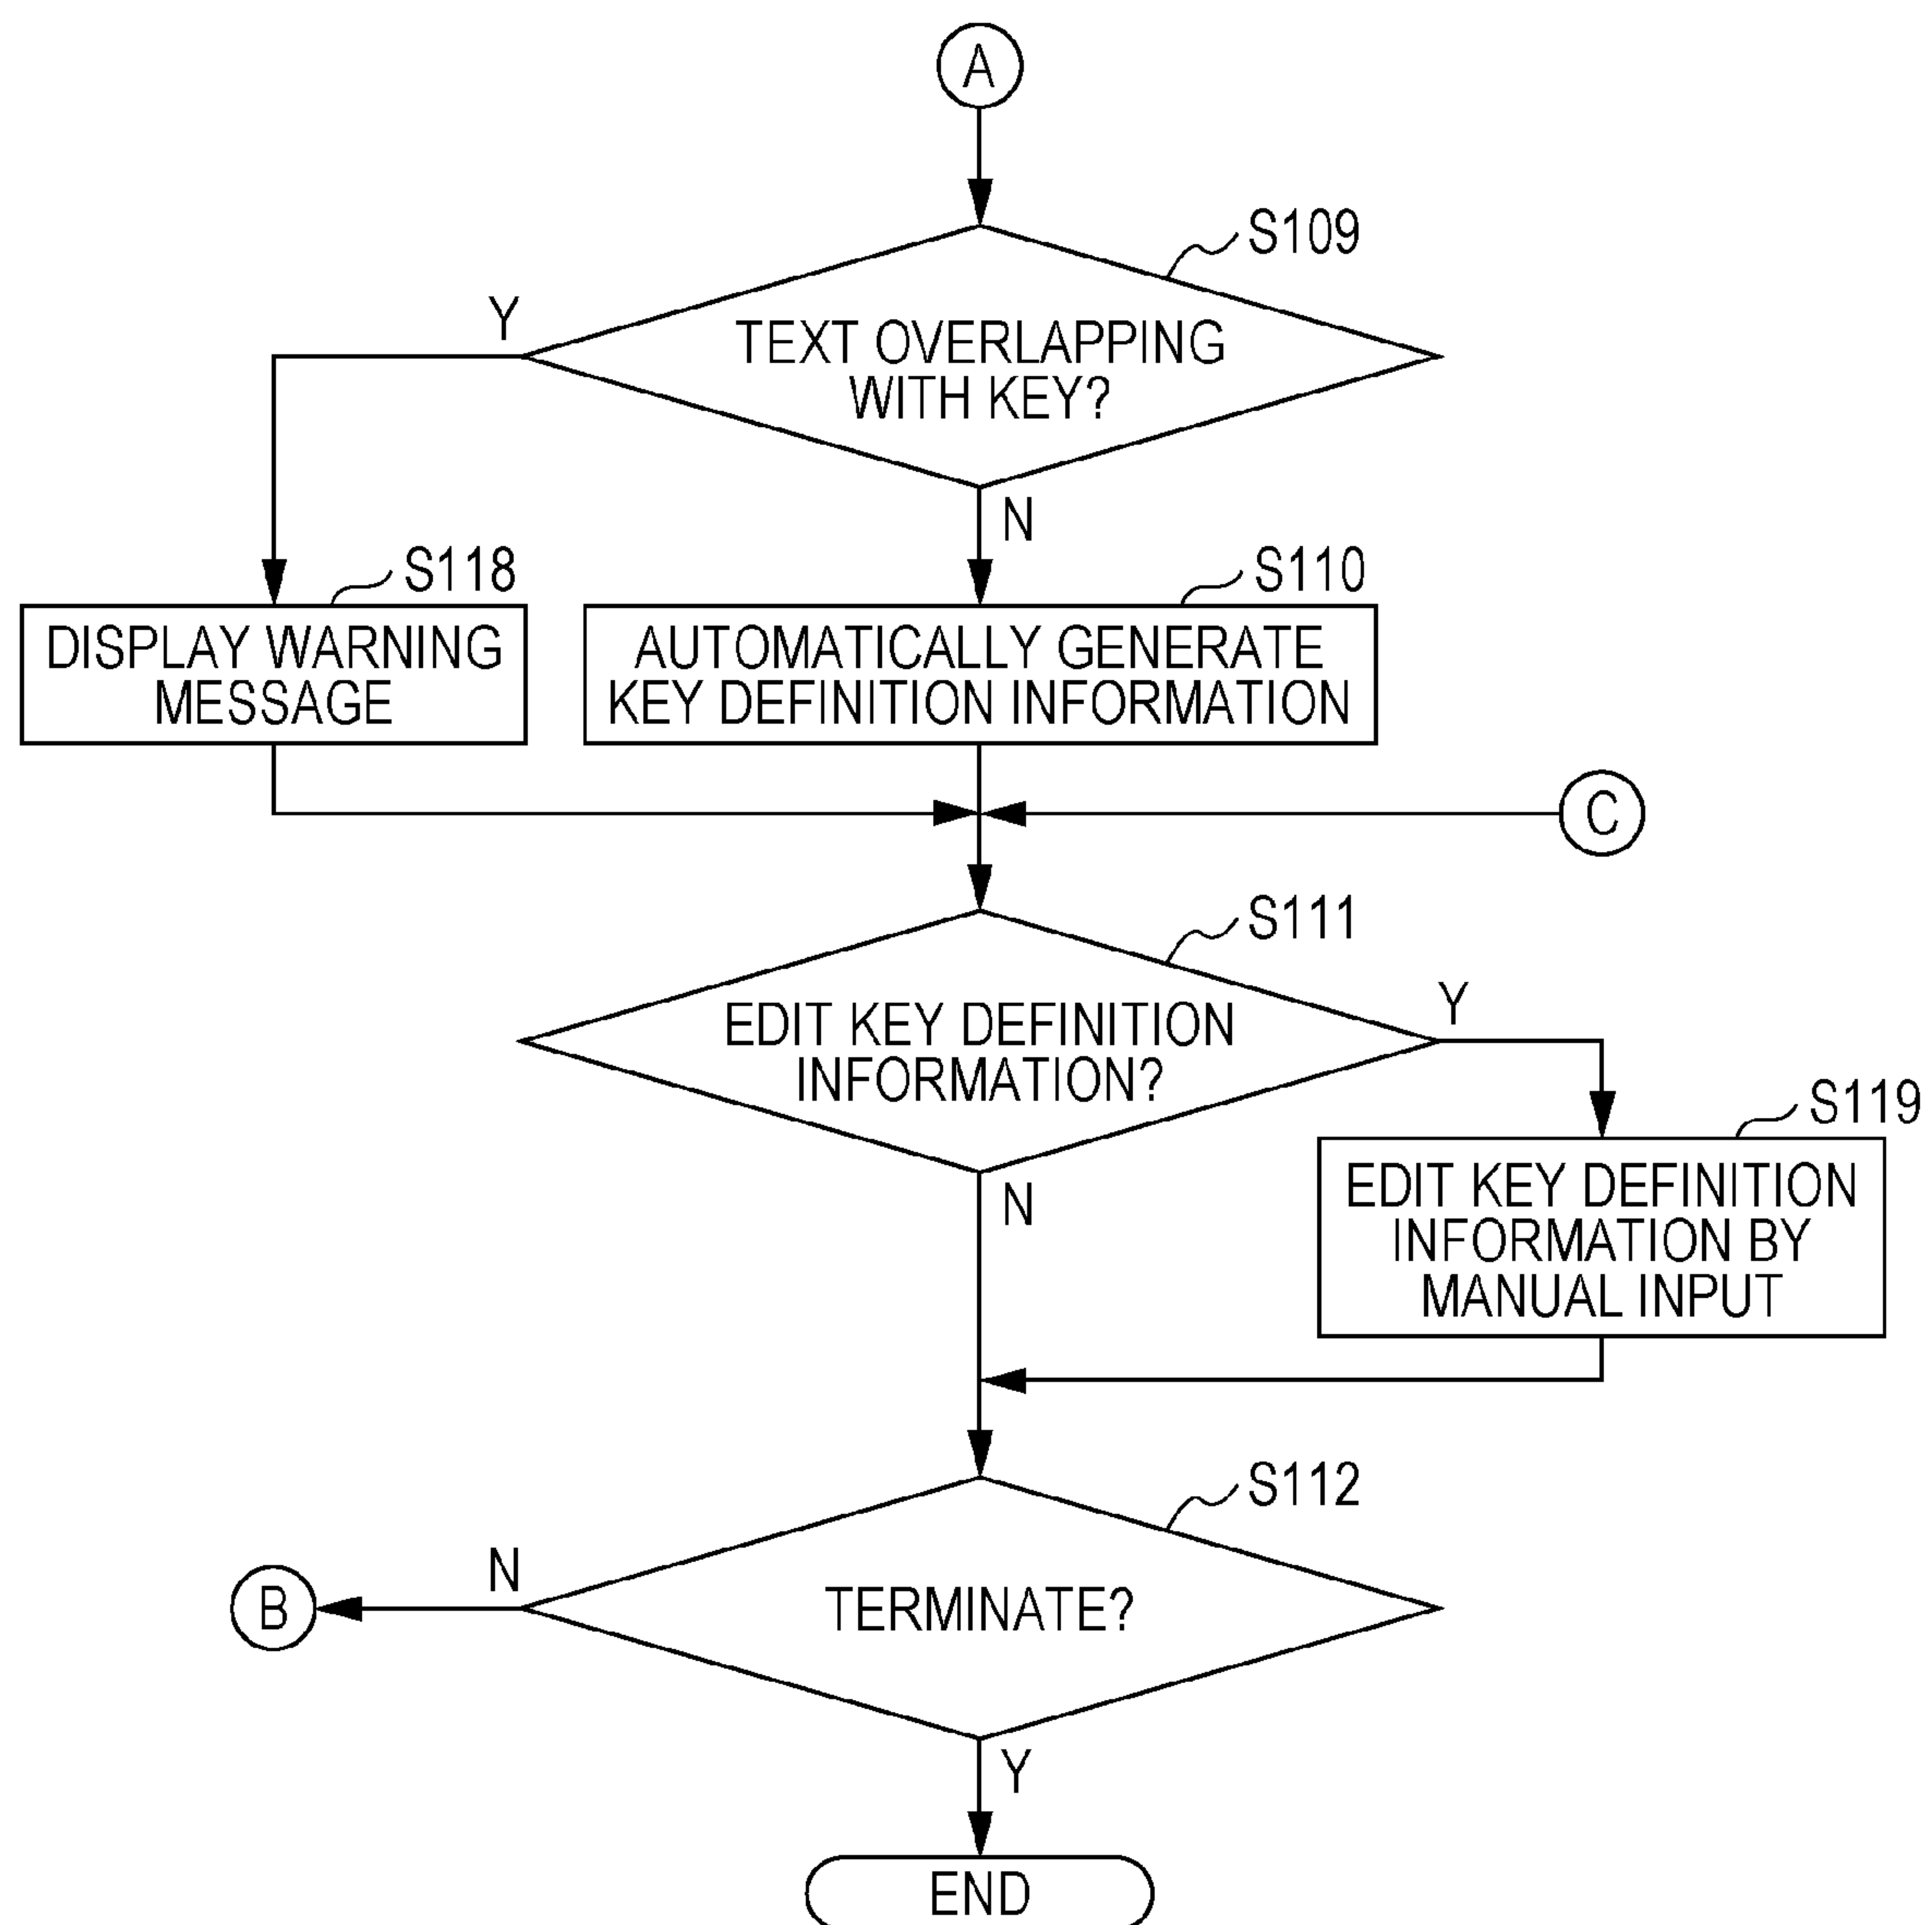 A
S109
Y
TEXT OVERLAPPING
WITH KEY?
N
S118
S110
DISPLAY WARNING
MESSAGE
AUTOMATICALLY GENERATE
KEY DEFINITION INFORMATION
C
S111
Y
EDIT KEY DEFINITION
INFORMATION?
S119
N
EDIT KEY DEFINITION
INFORMATION BY
MANUAL INPUT
S112
N
B
TERMINATE?
Y
END